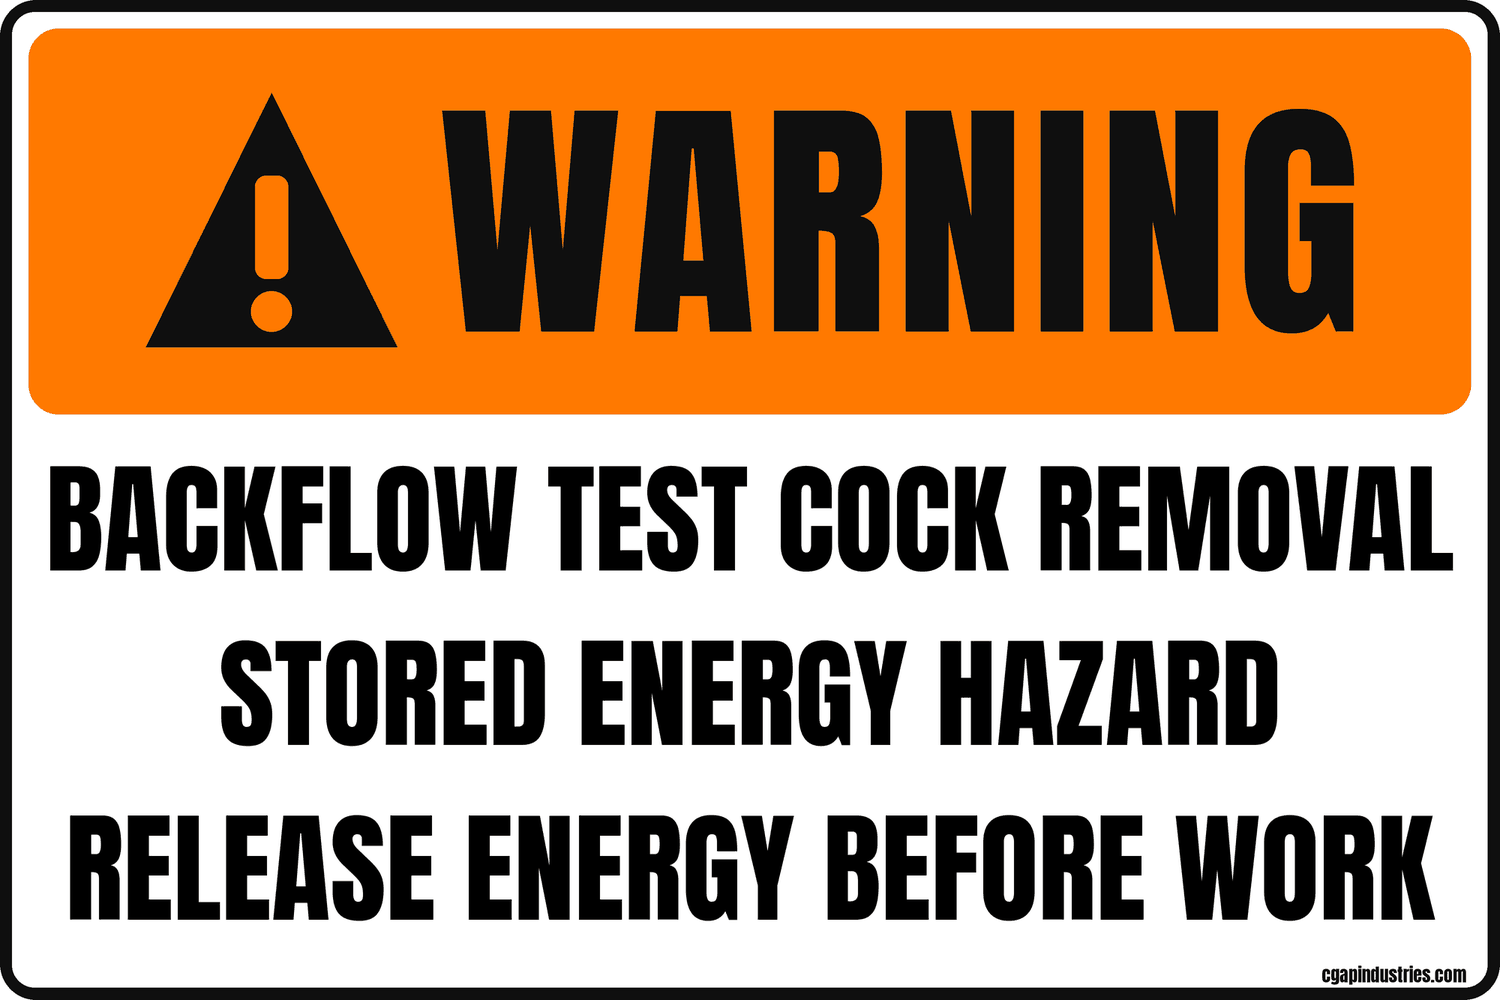 WARNING
BACKFLOW TEST COCK REMOVAL
STORED ENERGY HAZARD
RELEASE ENERGY BEFORE WORK
cgapindustries.com